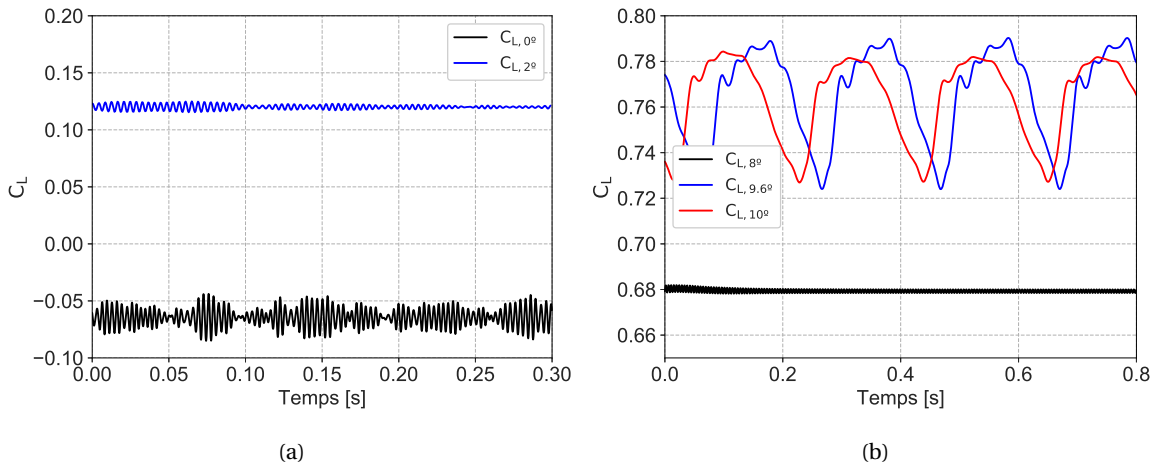 0.20
0.15
0.10
0.05
0.00
−0.05
−0.10
C_L
C_L, 0º
C_L, 2º
0.00 0.05 0.10 0.15 0.20 0.25 0.30
Temps [s]
(a)
0.80
0.78
0.76
0.74
0.72
0.70
0.68
0.66
C_L
C_L, 8º
C_L, 9.6º
C_L, 10º
0.0 0.2 0.4 0.6 0.8
Temps [s]
(b)